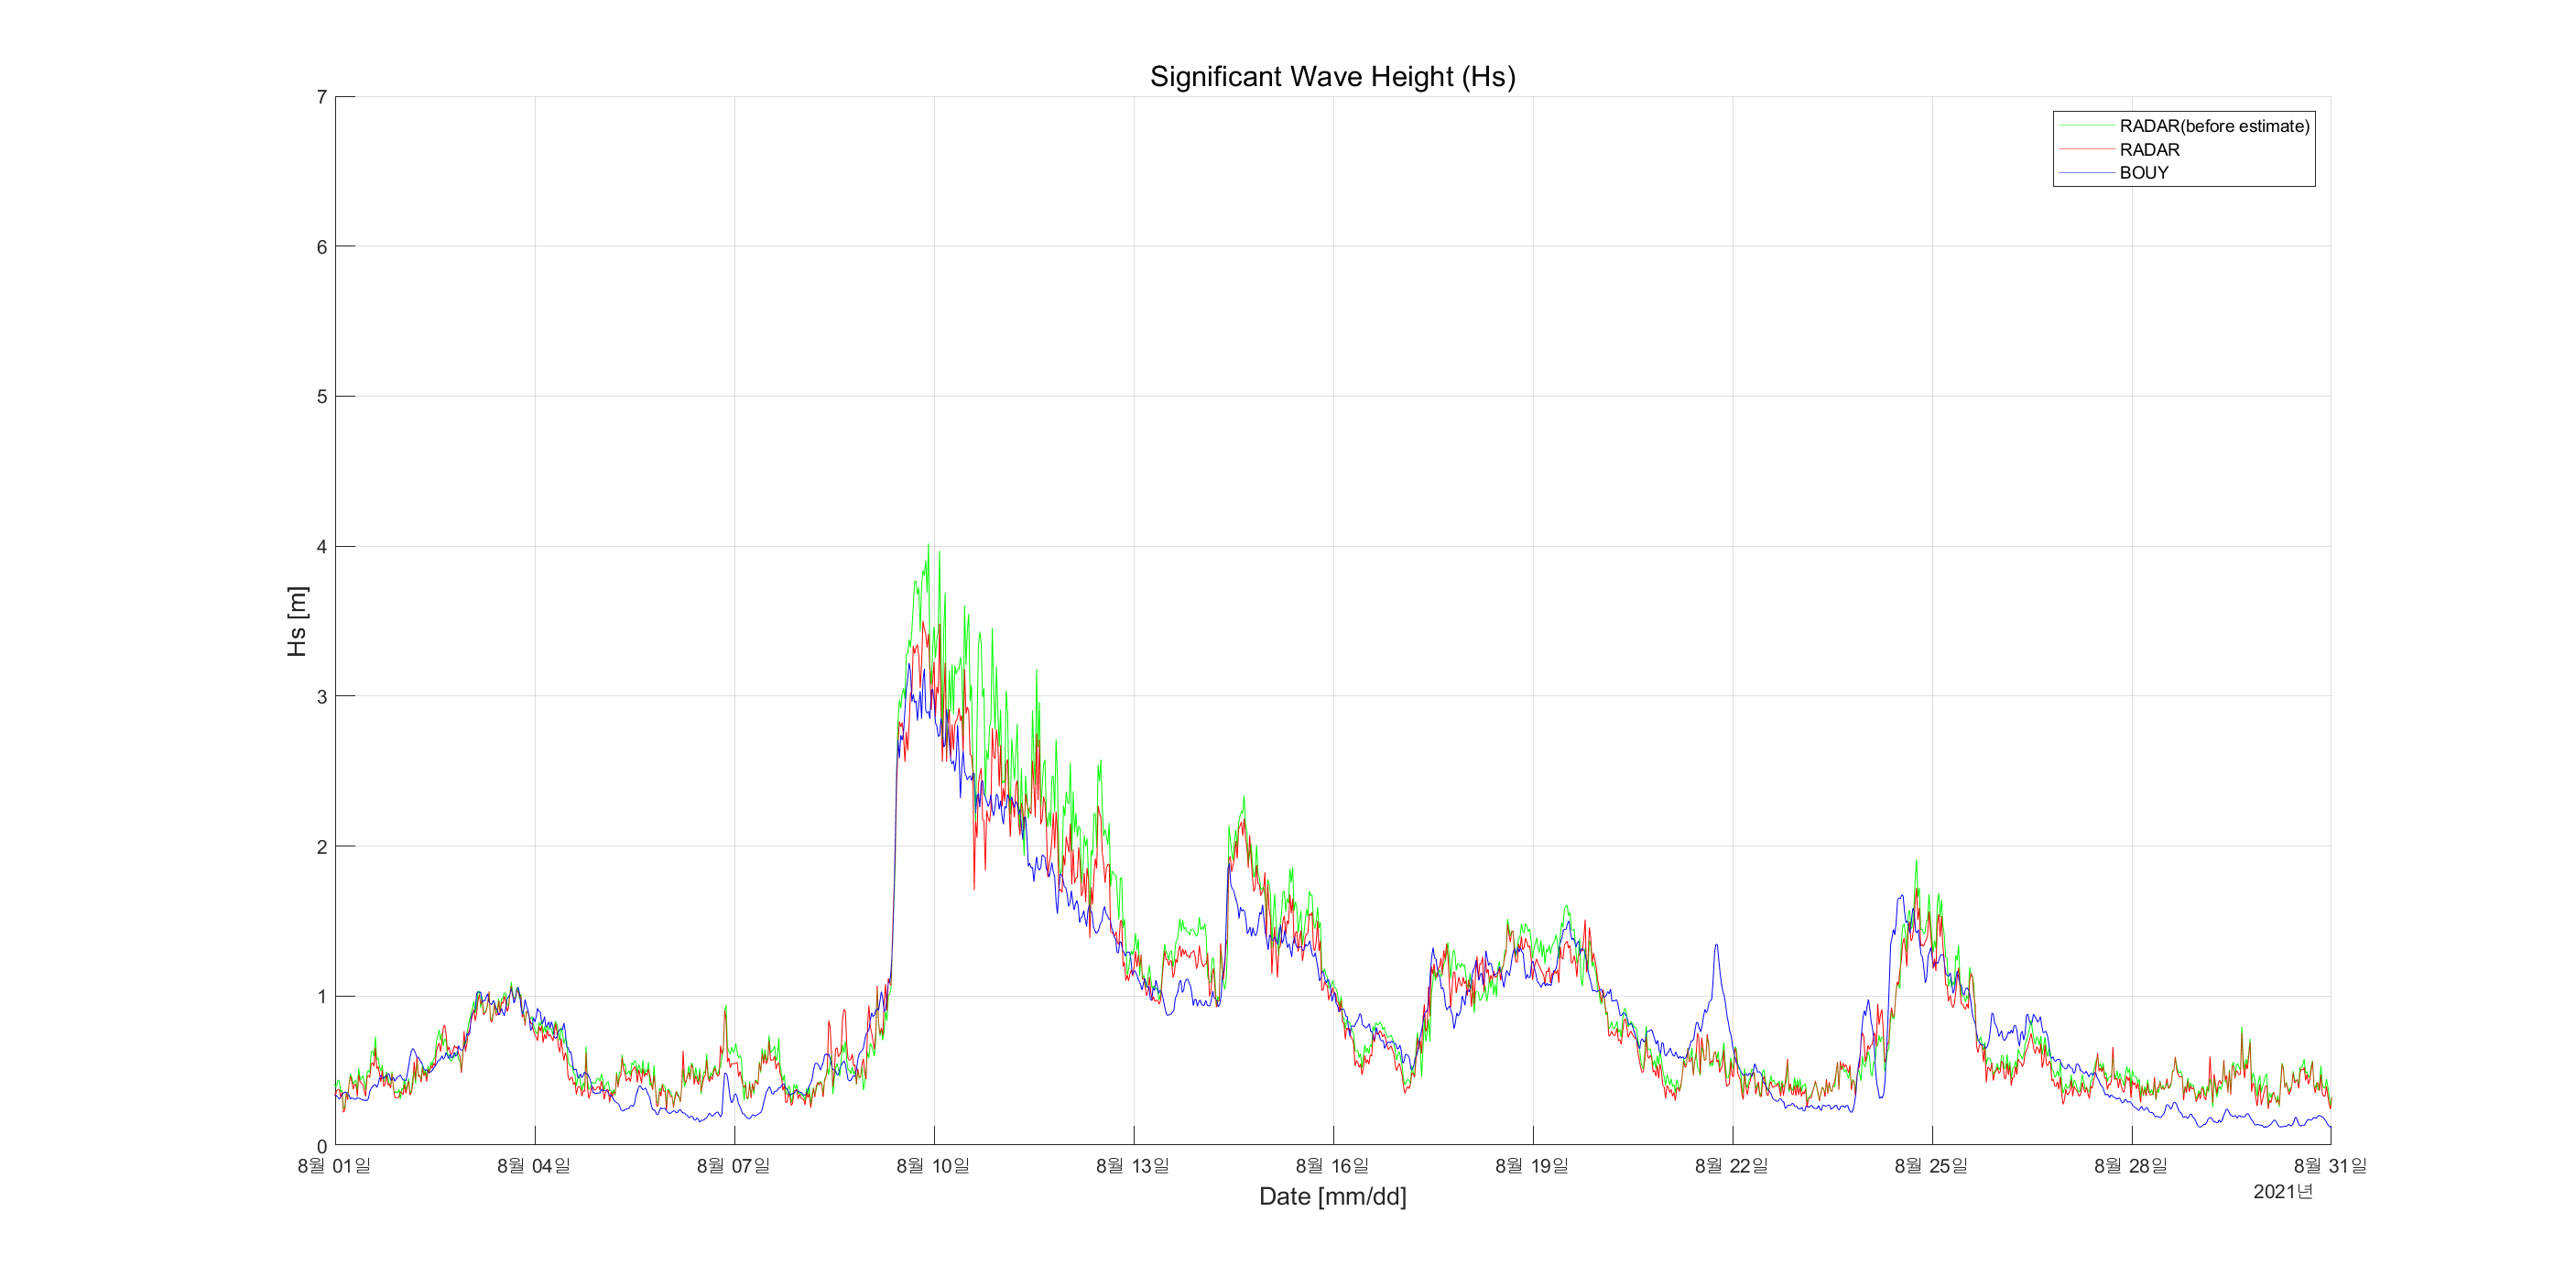 Significant Wave Height (Hs)
RADAR(before estimate)
RADAR
BOUY
7
6
5
4
3
2
1
0
Hs [m]
8월 01일 8월 04일 8월 07일 8월 10일 8월 13일 8월 16일 8월 19일 8월 22일 8월 25일 8월 28일 8월 31일
2021년
Date [mm/dd]